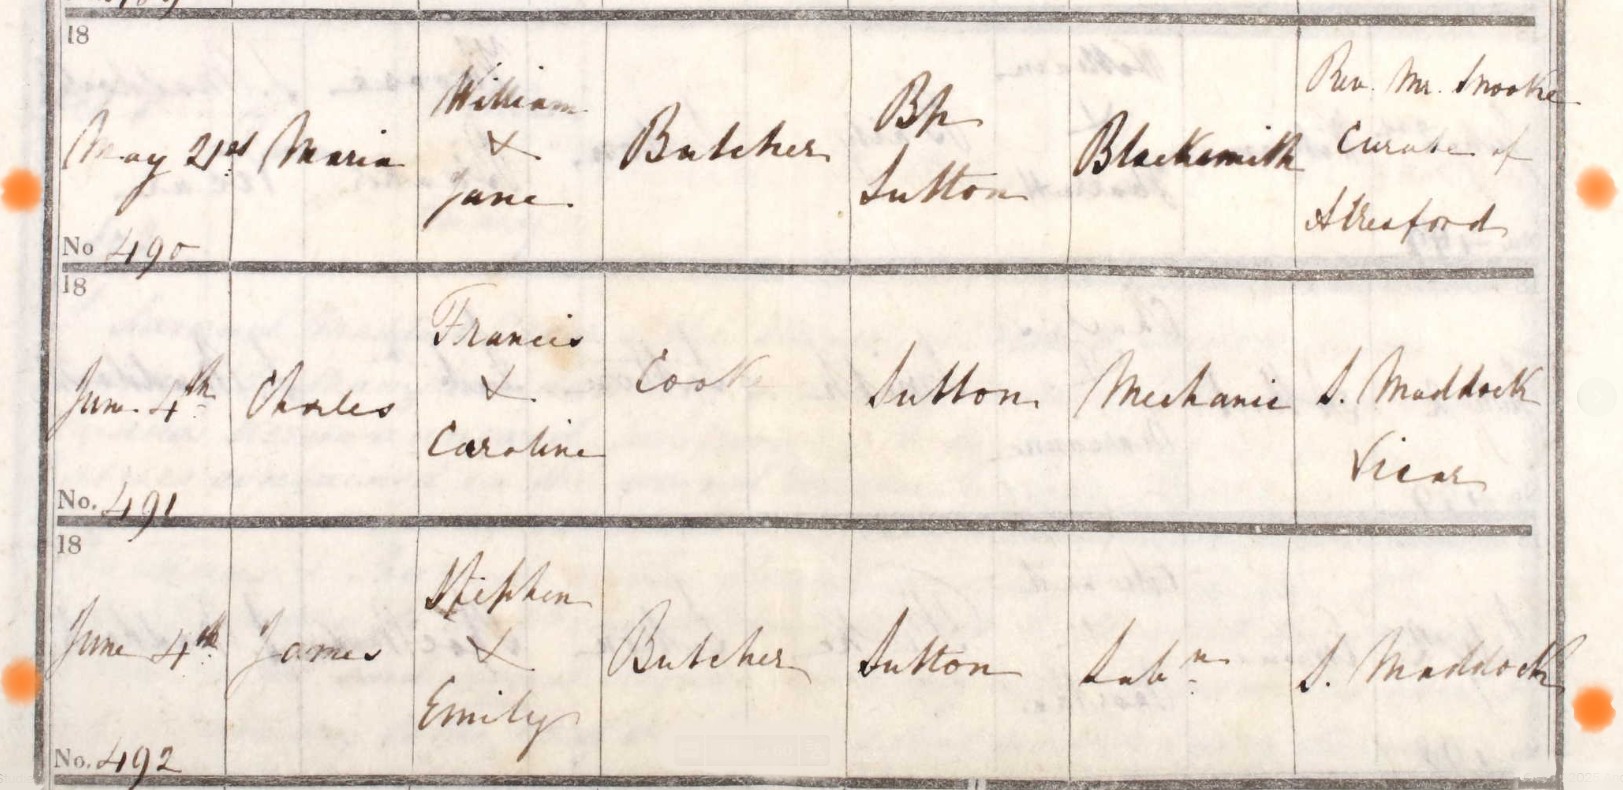 18
May 21st Maria William & Jane Butcher Bp Sutton Blacksmith Rev. Mr. Snooke Curate of
No 490
18
June 4th Charles Francis & Caroline Cooke Sutton Mechanic S. Maddock Vicar
No. 491
18
June 4th James Stephen & Emily Butcher Sutton Labr S. Maddock
No. 492